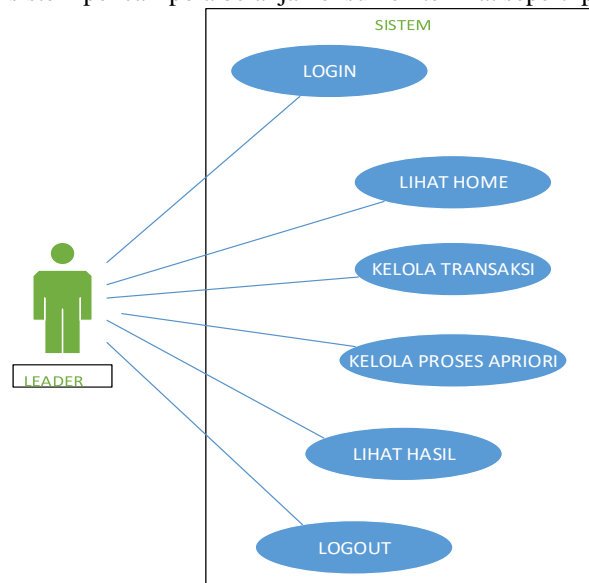 SISTEM
LOGIN
LIHAT HOME
KELOLA TRANSAKSI
KELOLA PROSES APRIORI
LEADER
LIHAT HASIL
LOGOUT